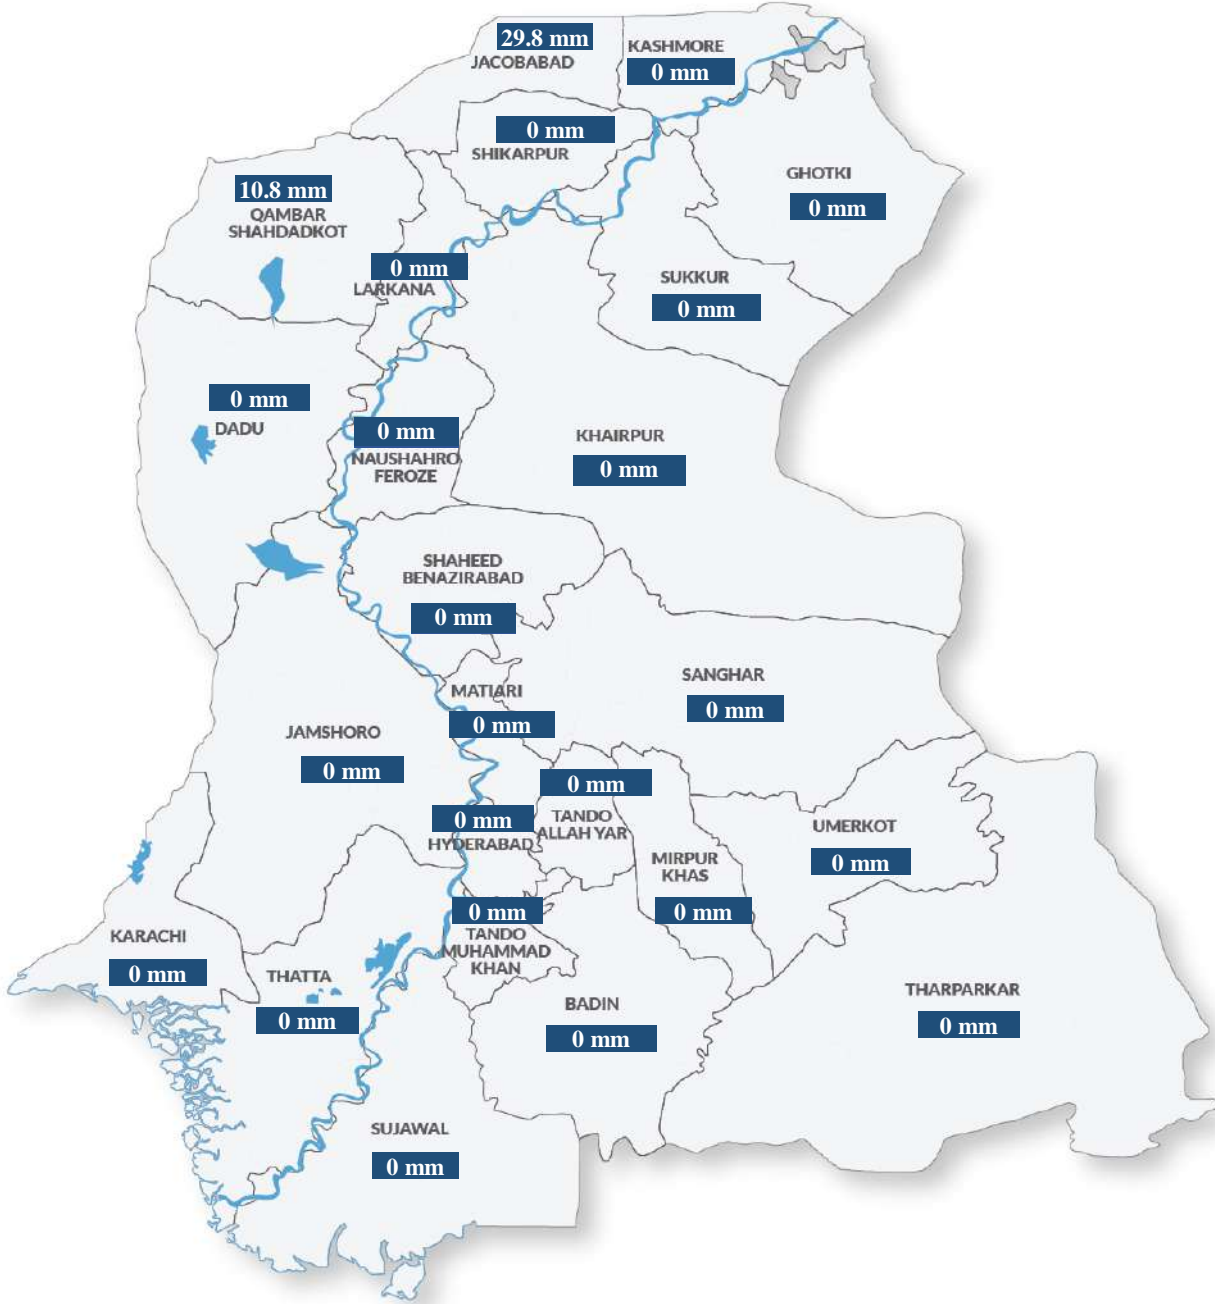 29.8 mm
JACOBABAD
KASHMORE
0 mm
0 mm
SHIKARPUR
GHOTKI
0 mm
10.8 mm
QAMBAR
SHAHDADKOT
0 mm
LARKANA
SUKKUR
0 mm
0 mm
DADU
0 mm
NAUSHAHRO
FEROZE
KHAIRPUR
0 mm
SHAHEED
BENAZIRABAD
0 mm
MATIARI
0 mm
SANGHAR
0 mm
JAMSHORO
0 mm
0 mm
TANDO
ALLAH YAR
0 mm
HYDERABAD
UMERKOT
0 mm
MIRPUR
KHAS
0 mm
0 mm
TANDO
MUHAMMAD
KHAN
KARACHI
0 mm
THATTA
0 mm
BADIN
0 mm
THARPARKAR
0 mm
SUJAWAL
0 mm